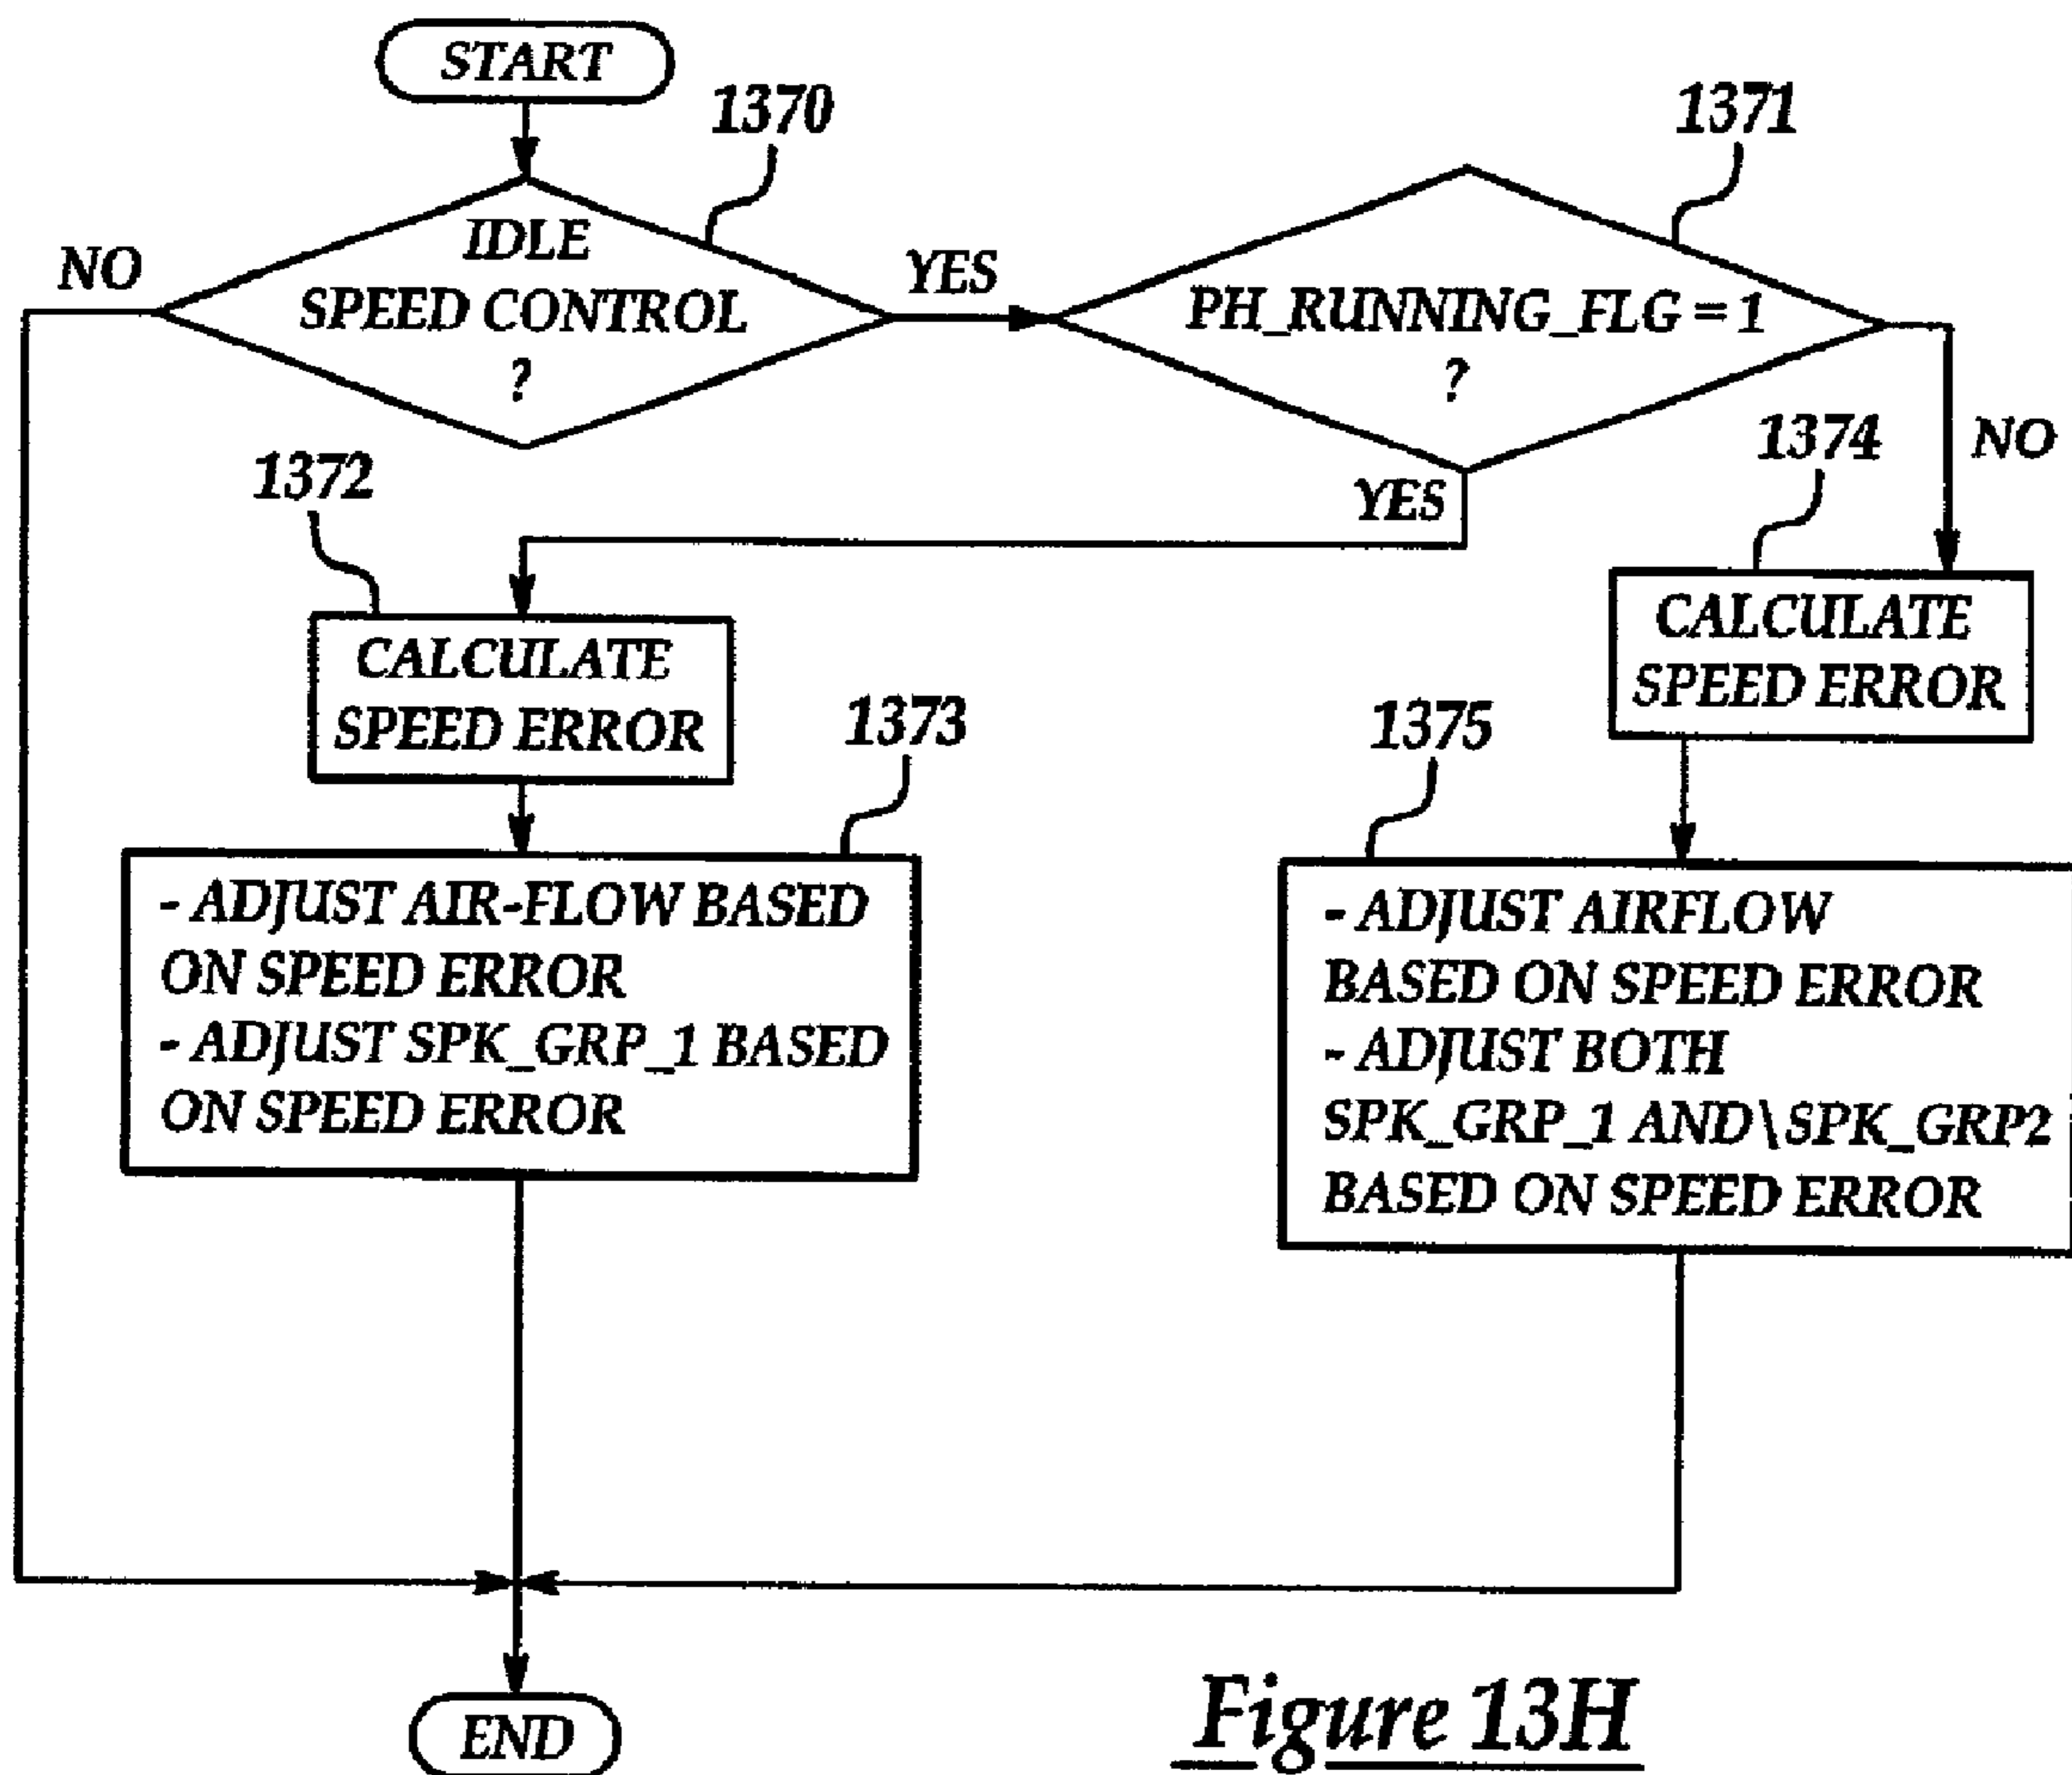 START
1370
1371
IDLE
SPEED CONTROL
?
NO
YES
PH_RUNNING_FLG = 1
?
YES
NO
1372
1374
CALCULATE
SPEED ERROR
CALCULATE
SPEED ERROR
1373
1375
- ADJUST AIR-FLOW BASED
ON SPEED ERROR
- ADJUST SPK_GRP_1 BASED
ON SPEED ERROR
- ADJUST AIRFLOW
BASED ON SPEED ERROR
- ADJUST BOTH
SPK_GRP_1 AND\SPK_GRP2
BASED ON SPEED ERROR
END
Figure 13H